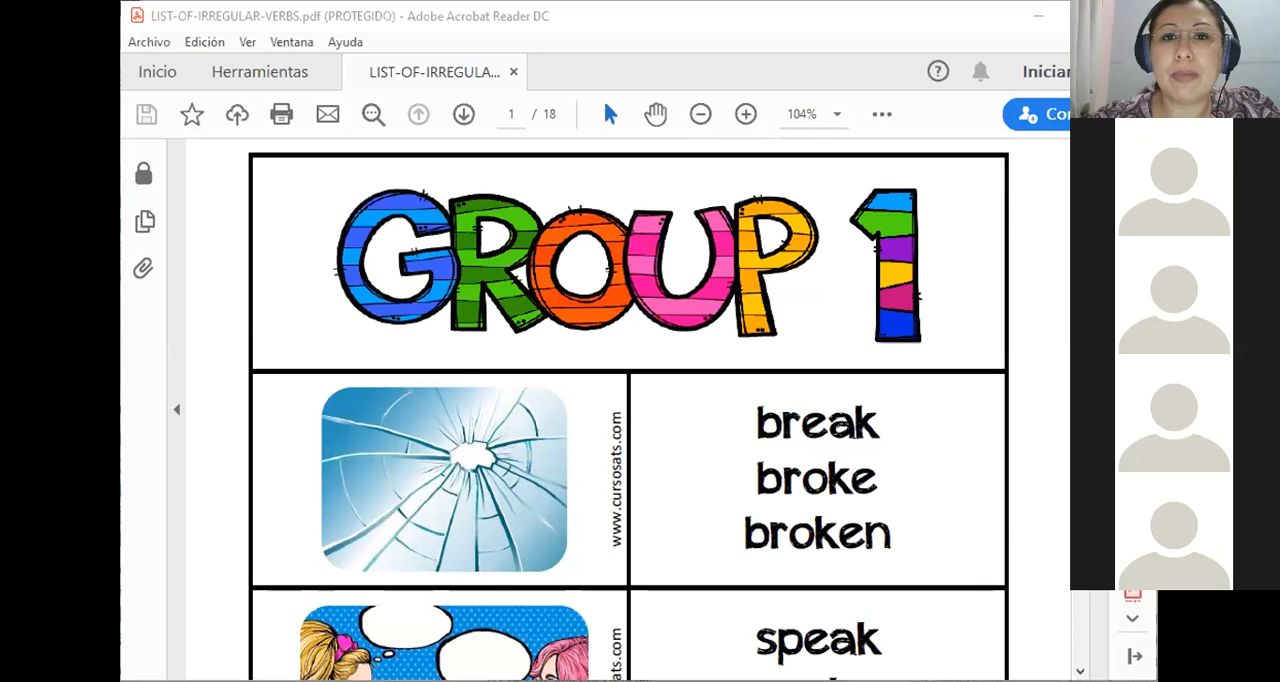 LIST-OF-IRREGULAR-VERBS.pdf (PROTEGIDO) - Adobe Acrobat Reader DC
Archivo Edición Ver Ventana Ayuda
Inicio Herramientas LIST-OF-IRREGULA... × Iniciar
1 / 18 104%
GROUP 1
www.cursosats.com
break
broke
broken
speak